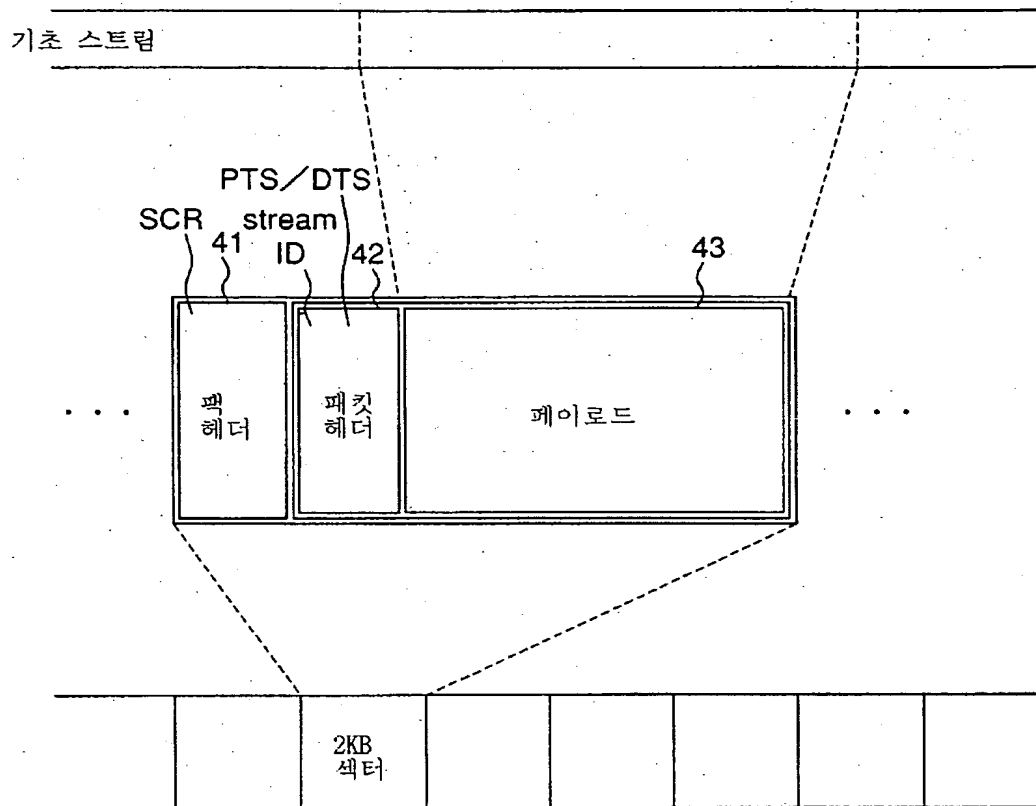 기초 스트림
PTS/DTS
SCR
stream
ID
41
42
43
팩
헤더
패킷
헤더
페이로드
2KB
섹터